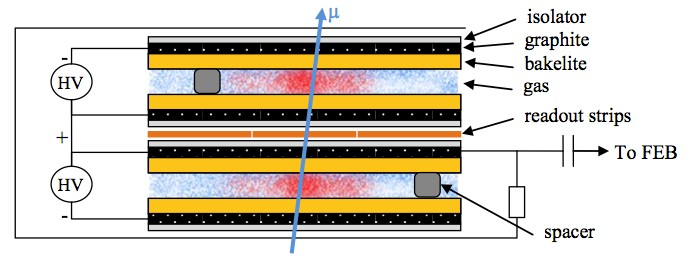 μ
isolator
graphite
bakelite
gas
readout strips
To FEB
spacer
-
HV
+
HV
-